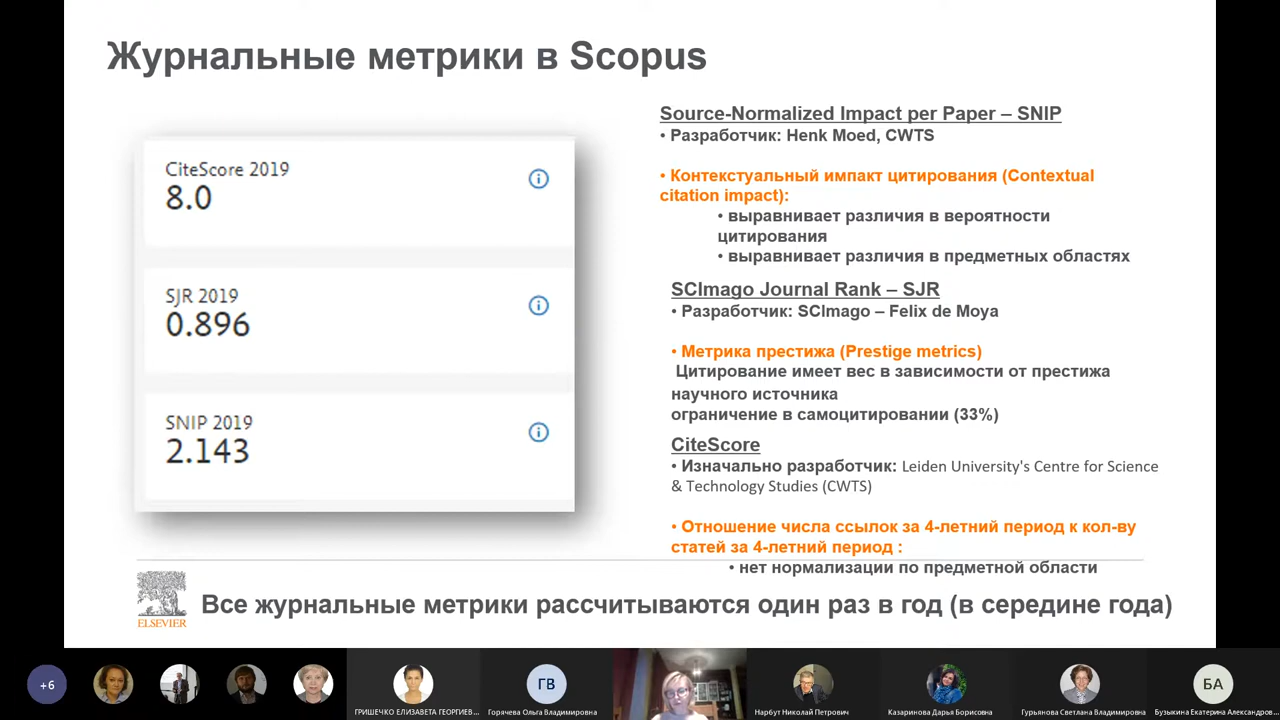 Журнальные метрики в Scopus
CiteScore 2019
8.0
SJR 2019
0.896
SNIP 2019
2.143
Source-Normalized Impact per Paper – SNIP
• Разработчик: Henk Moed, CWTS
• Контекстуальный импакт цитирования (Contextual
citation impact):
• выравнивает различия в вероятности
цитирования
• выравнивает различия в предметных областях
SCImago Journal Rank – SJR
• Разработчик: SCImago – Felix de Moya
• Метрика престижа (Prestige metrics)
Цитирование имеет вес в зависимости от престижа
научного источника
ограничение в самоцитировании (33%)
CiteScore
• Изначально разработчик: Leiden University's Centre for Science
& Technology Studies (CWTS)
• Отношение числа ссылок за 4-летний период к кол-ву
статей за 4-летний период :
• нет нормализации по предметной области
ELSEVIER
Все журнальные метрики рассчитываются один раз в год (в середине года)
+6
ГРИШЕЧКО ЕЛИЗАВЕТА ГЕОРГИЕВ...
ГВ
Горячева Ольга Владимировна
Нарбут Николай Петрович
Казаринова Дарья Борисовна
Гурьянова Светлана Владимировна
БА
Бузыкина Екатерина Александров...